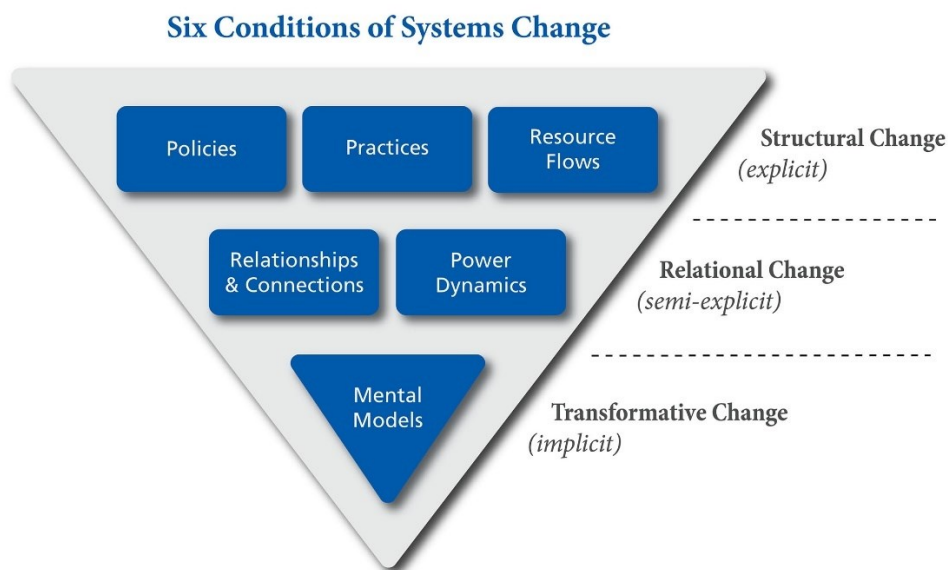 Six Conditions of Systems Change
Policies
Practices
Resource
Flows
Structural Change
(explicit)
Relationships
& Connections
Power
Dynamics
Relational Change
(semi-explicit)
Mental
Models
Transformative Change
(implicit)